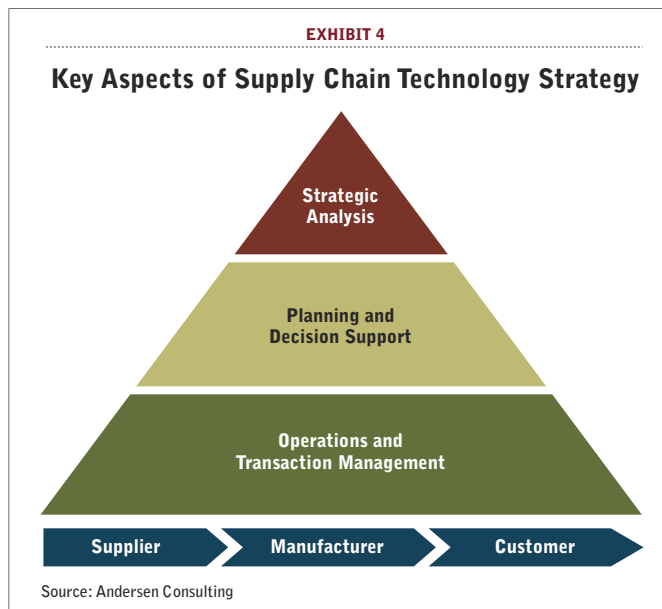 EXHIBIT 4
Key Aspects of Supply Chain Technology Strategy
Strategic
Analysis
Planning and
Decision Support
Operations and
Transaction Management
Supplier Manufacturer Customer
Source: Andersen Consulting